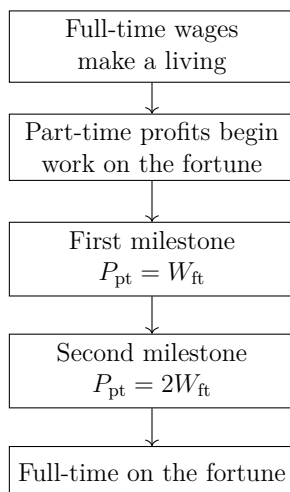 Full-time wages
make a living
Part-time profits begin
work on the fortune
First milestone
P_pt = W_ft
Second milestone
P_pt = 2W_ft
Full-time on the fortune